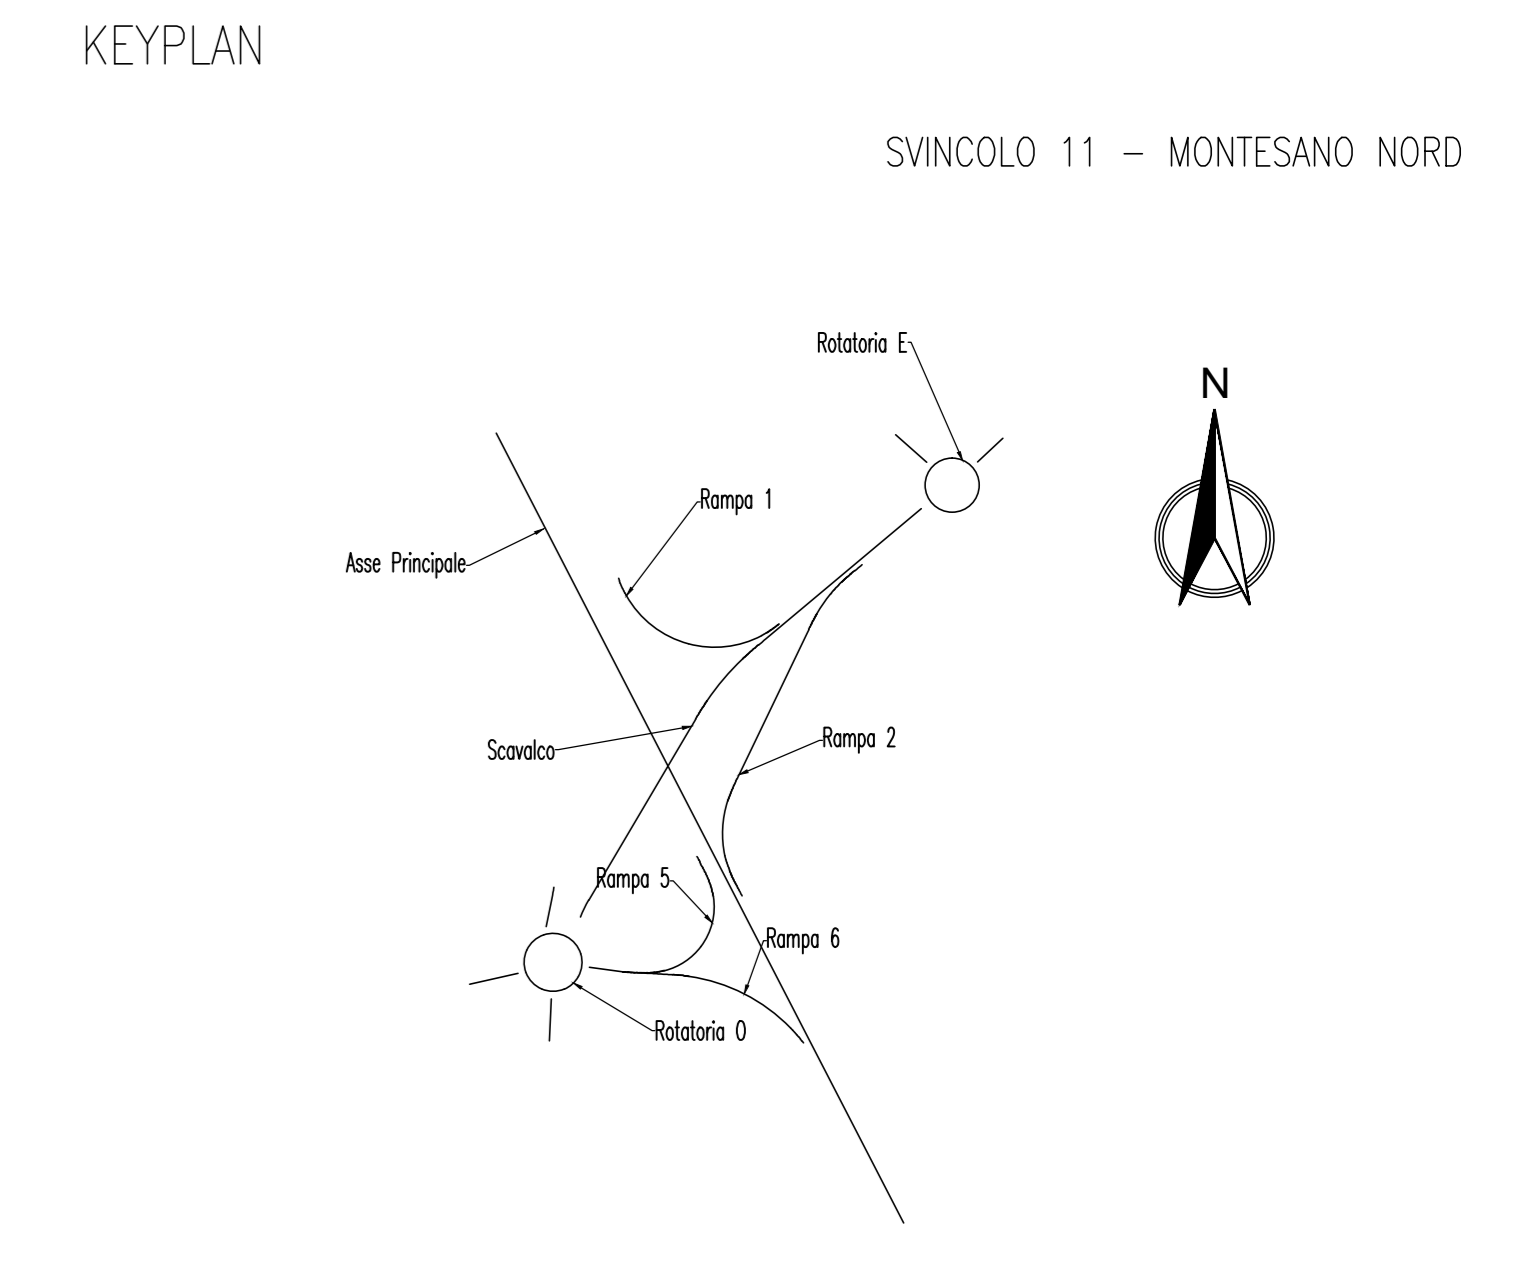 KEYPLAN
SVINCOLO 11 – MONTESANO NORD
Rotatoria E
N
Rampa 1
Asse Principale
Rampa 2
Scavalco
Rampa 5
Rampa 6
Rotatoria O